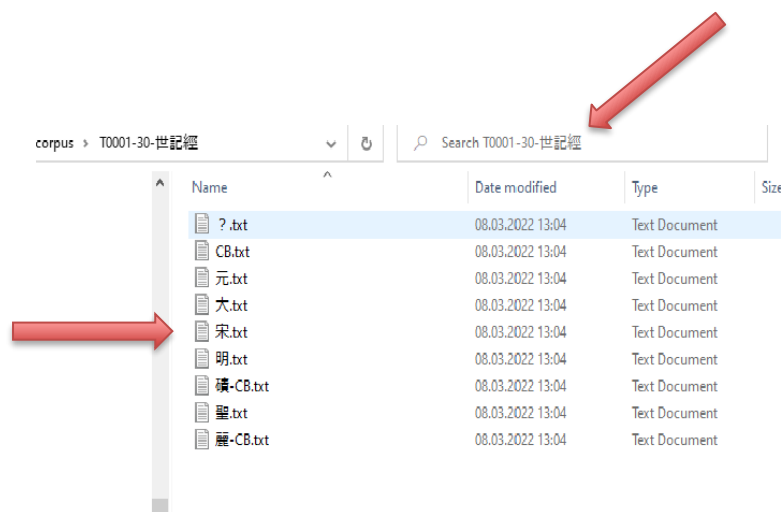 corpus › T0001-30-世記經
Search T0001-30-世記經
Name Date modified Type Size
？.txt 08.03.2022 13:04 Text Document
CB.txt 08.03.2022 13:04 Text Document
元.txt 08.03.2022 13:04 Text Document
大.txt 08.03.2022 13:04 Text Document
宋.txt 08.03.2022 13:04 Text Document
明.txt 08.03.2022 13:04 Text Document
磧-CB.txt 08.03.2022 13:04 Text Document
聖.txt 08.03.2022 13:04 Text Document
麗-CB.txt 08.03.2022 13:04 Text Document